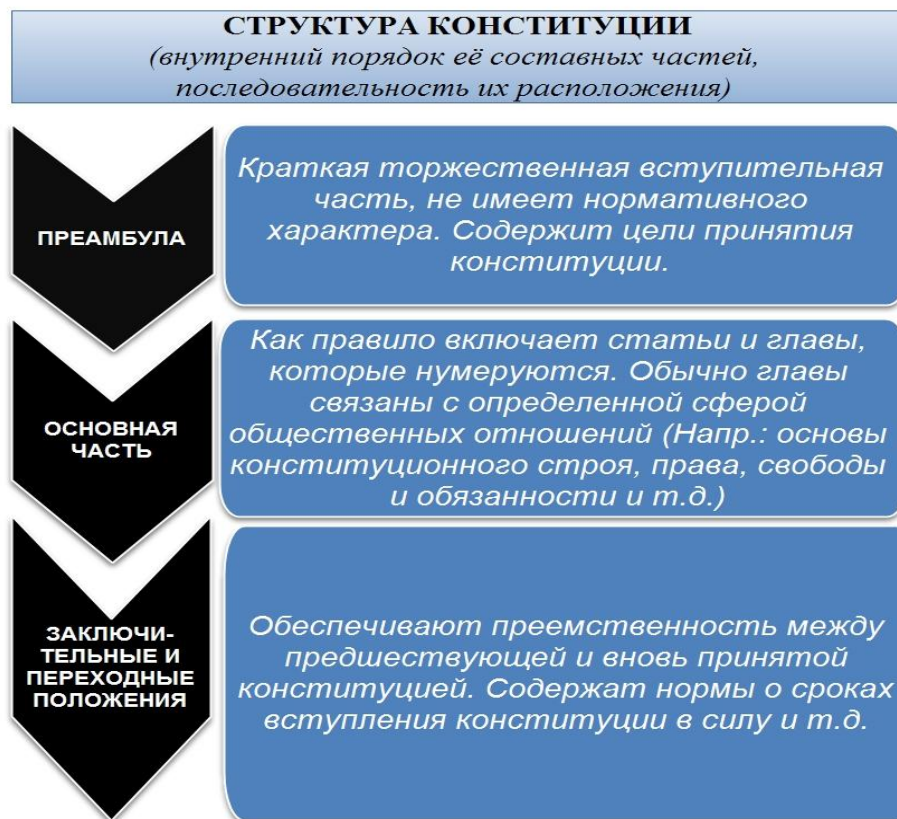 СТРУКТУРА КОНСТИТУЦИИ
(внутренний порядок её составных частей,
последовательность их расположения)
ПРЕАМБУЛА
Краткая торжественная вступительная
часть, не имеет нормативного
характера. Содержит цели принятия
конституции.
ОСНОВНАЯ
ЧАСТЬ
Как правило включает статьи и главы,
которые нумеруются. Обычно главы
связаны с определенной сферой
общественных отношений (Напр.: основы
конституционного строя, права, свободы
и обязанности и т.д.)
ЗАКЛЮЧИ-
ТЕЛЬНЫЕ И
ПЕРЕХОДНЫЕ
ПОЛОЖЕНИЯ
Обеспечивают преемственность между
предшествующей и вновь принятой
конституцией. Содержат нормы о сроках
вступления конституции в силу и т.д.